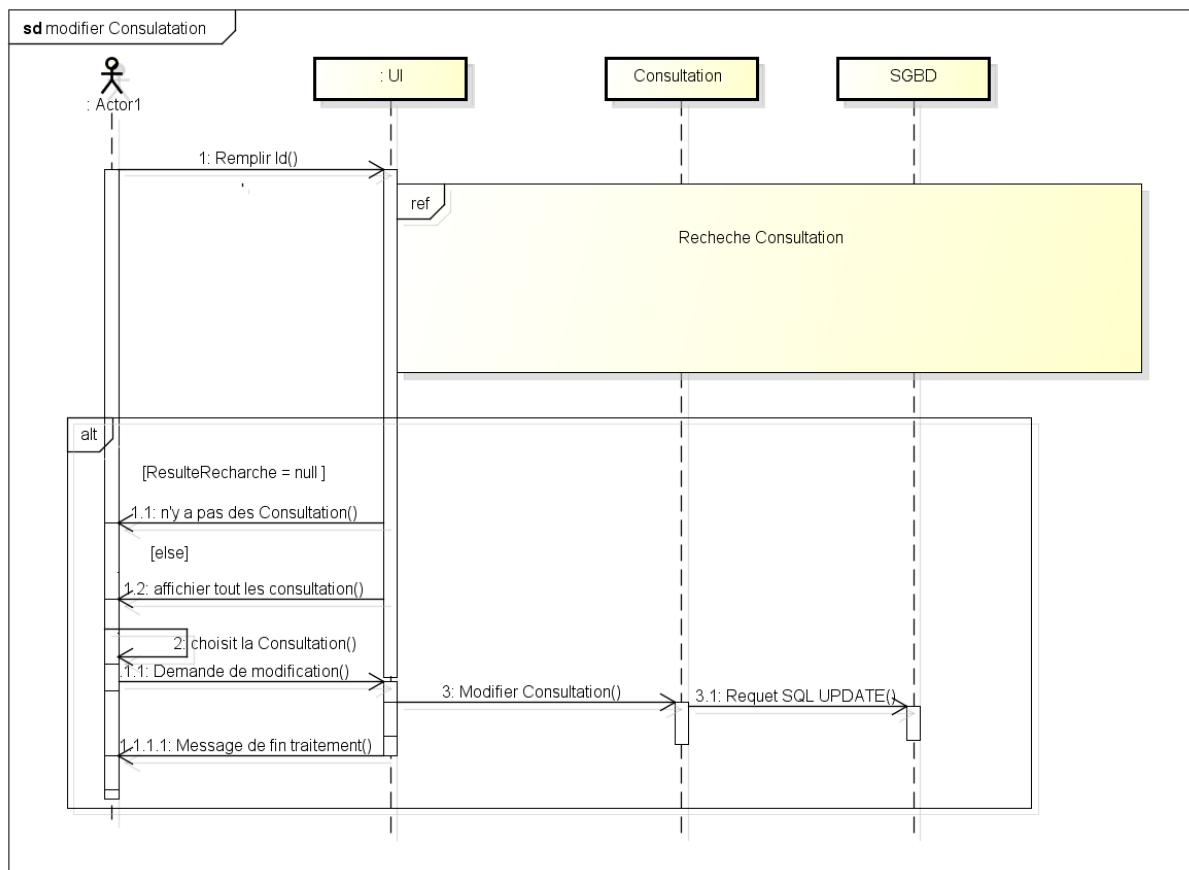 sd modifier Consulatation
: Actor1
: UI
Consultation
SGBD
1: Remplir Id()
ref
Recheche Consultation
alt
[ResulteRecharche = null ]
1.1: n'y a pas des Consultation()
[else]
1.2: affichier tout les consultation()
2: choisit la Consultation()
.1.1: Demande de modification()
3: Modifier Consultation()
3.1: Requet SQL UPDATE()
1.1.1.1: Message de fin traitement()